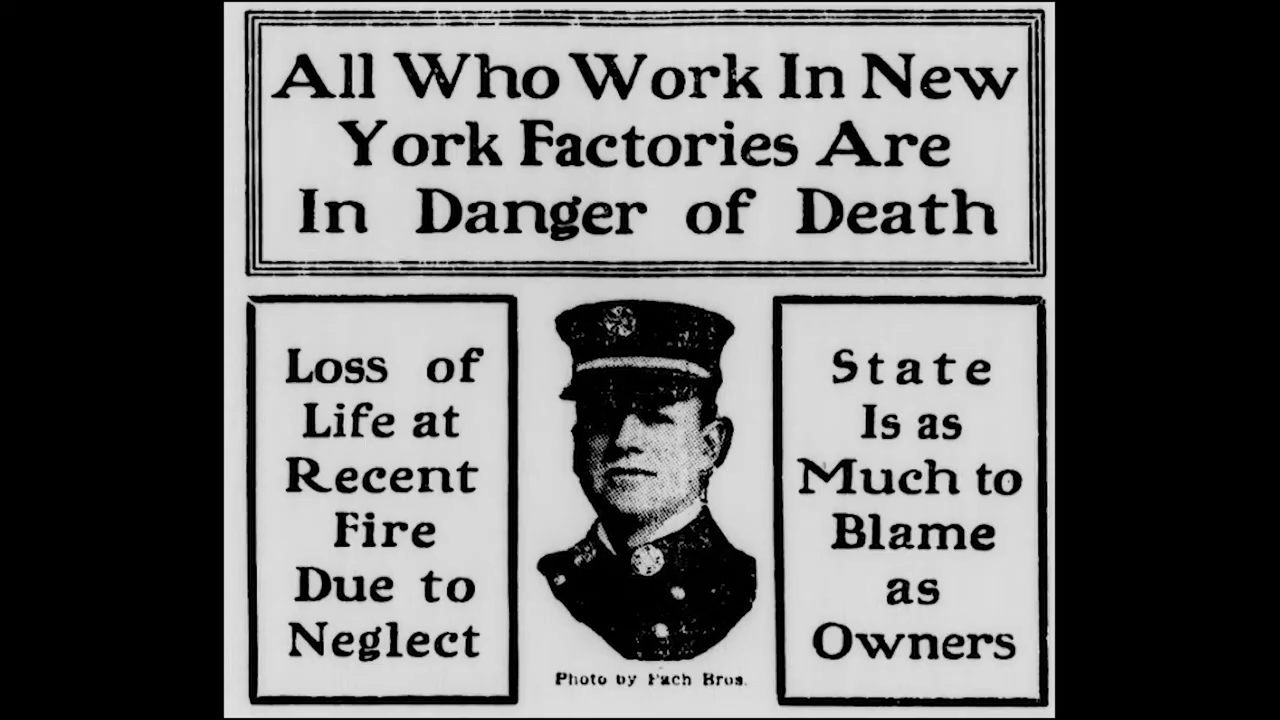 All Who Work In New
York Factories Are
In Danger of Death
Loss of
Life at
Recent
Fire
Due to
Neglect
State
Is as
Much to
Blame
as
Owners
Photo by Pach Bros.